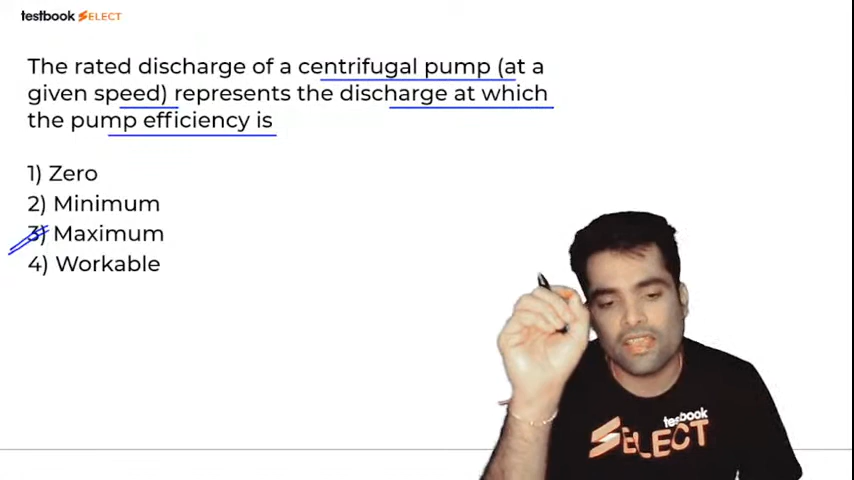 testbook SELECT
The rated discharge of a centrifugal pump (at a
given speed) represents the discharge at which
the pump efficiency is
1) Zero
2) Minimum
3) Maximum
4) Workable
testbook
SELECT